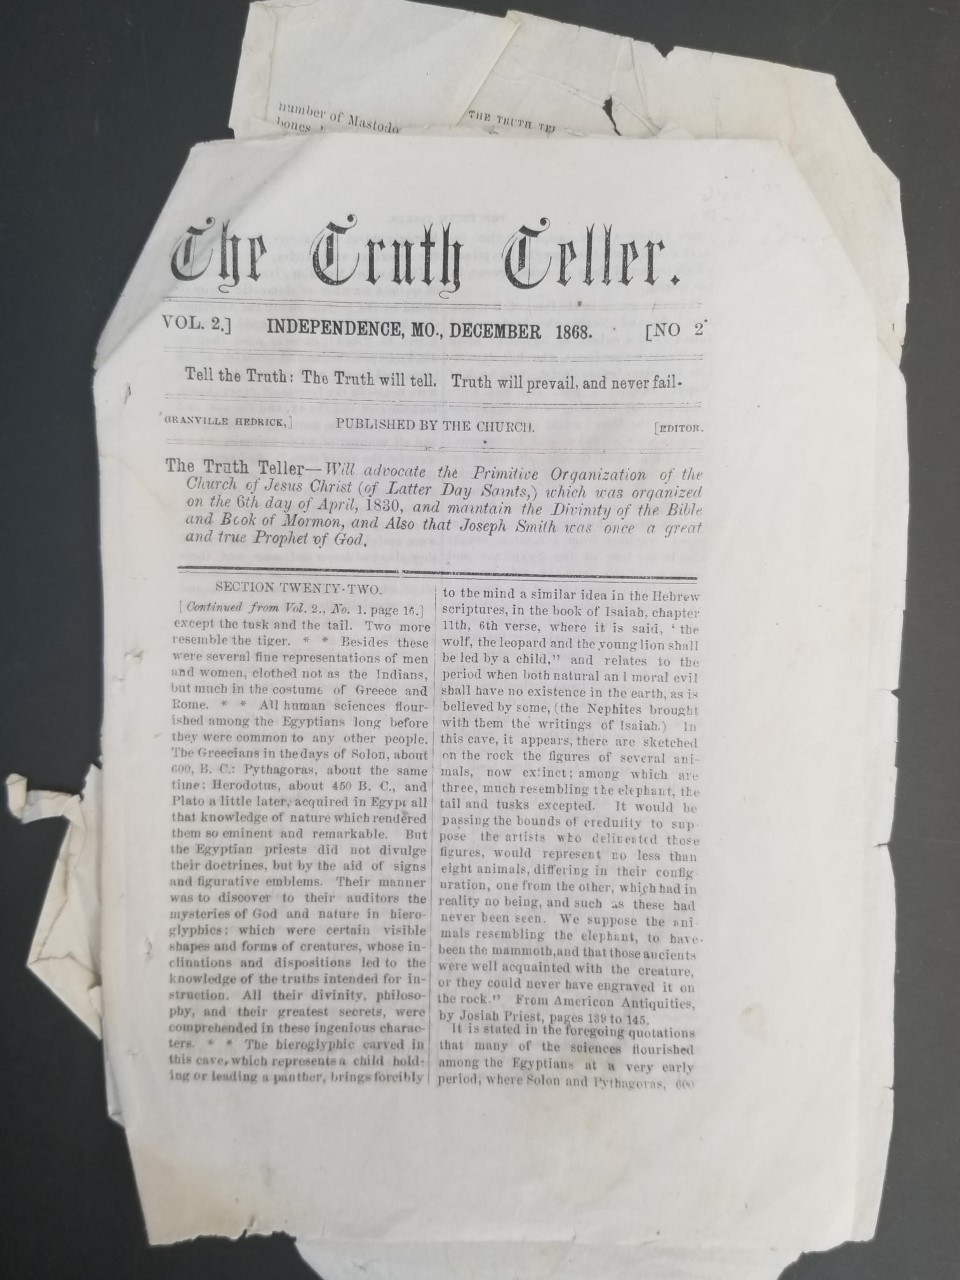 number of Mastodo
bones
THE TRUTH TE
The Truth Teller.
VOL. 2.] INDEPENDENCE, MO., DECEMBER 1868. [NO 2
Tell the Truth: The Truth will tell. Truth will prevail, and never fail-
GRANVILLE HEDRICK,] PUBLISHED BY THE CHURCH. [EDITOR.
The Truth Teller—Will advocate the Primitive Organization of the
Church of Jesus Christ (of Latter Day Saints,) which was organized
on the 6th day of April, 1830, and maintain the Divinity of the Bible
and Book of Mormon, and Also that Joseph Smith was once a great
and true Prophet of God,
SECTION TWENTY-TWO.
[Continued from Vol. 2., No. 1. page 16.]
except the tusk and the tail. Two more
resemble the tiger. * * Besides these
were several fine representations of men
and women, clothed not as the Indians,
but much in the costume of Greece and
Rome. * * All human sciences flour-
ished among the Egyptians long before
they were common to any other people.
The Greecians in the days of Solon, about
600, B. C.: Pythagoras, about the same
time; Herodotus, about 450 B. C., and
Plato a little later, acquired in Egypt all
that knowledge of nature which rendered
them so eminent and remarkable. But
the Egyptian priests did not divulge
their doctrines, but by the aid of signs
and figurative emblems. Their manner
was to discover to their auditors the
mysteries of God and nature in hiero-
glyphics; which were certain visible
shapes and forms of creatures, whose in-
clinations and dispositions led to the
knowledge of the truths intended for in-
struction. All their divinity, philoso-
phy, and their greatest secrets, were
comprehended in these ingenious charac-
ters. * * The hieroglyphic carved in
this cave, which represents a child hold-
ing or leading a panther, brings forcibly
to the mind a similar idea in the Hebrew
scriptures, in the book of Isaiah, chapter
11th, 6th verse, where it is said, ‘ the
wolf, the leopard and the young lion shall
be led by a child,” and relates to the
period when both natural an l moral evil
shall have no existence in the earth, as is
believed by some, (the Nephites brought
with them the writings of Isaiah.) In
this cave, it appears, there are sketched
on the rock the figures of several ani-
mals, now extinct; among which are
three, much resembling the elephant, the
tail and tusks excepted. It would be
passing the bounds of credulity to sup-
pose the artists who delineated those
figures, would represent no less than
eight animals, differing in their config
uration, one from the other, which had in
reality no being, and such as these had
never been seen. We suppose the ani-
mals resembling the elephant, to have-
been the mammoth,and that those ancients
were well acquainted with the creature,
or they could never have engraved it on
the rock.” From American Antiquities,
by Josiah Priest, pages 139 to 145.
It is stated in the foregoing quotations
that many of the sciences flourished
among the Egyptians at a very early
period, where Solon and Pythagoras, 600